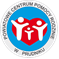 POWIATOWE CENTRUM POMOCY RODZINIE
W PRUDNIKU